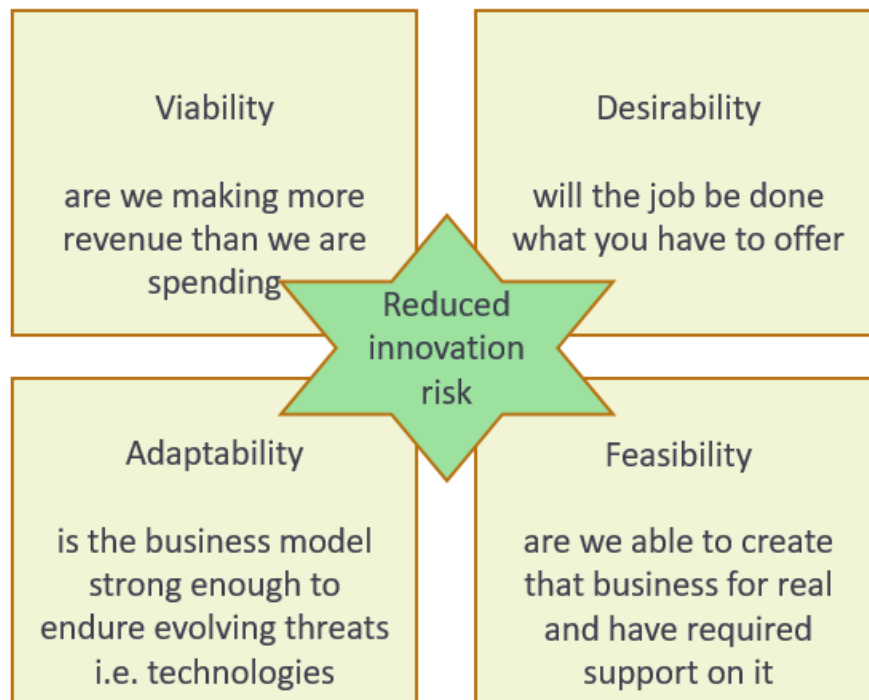 Viability
are we making more
revenue than we are
spending
Desirability
will the job be done
what you have to offer
Reduced
innovation
risk
Adaptability
is the business model
strong enough to
endure evolving threats
i.e. technologies
Feasibility
are we able to create
that business for real
and have required
support on it